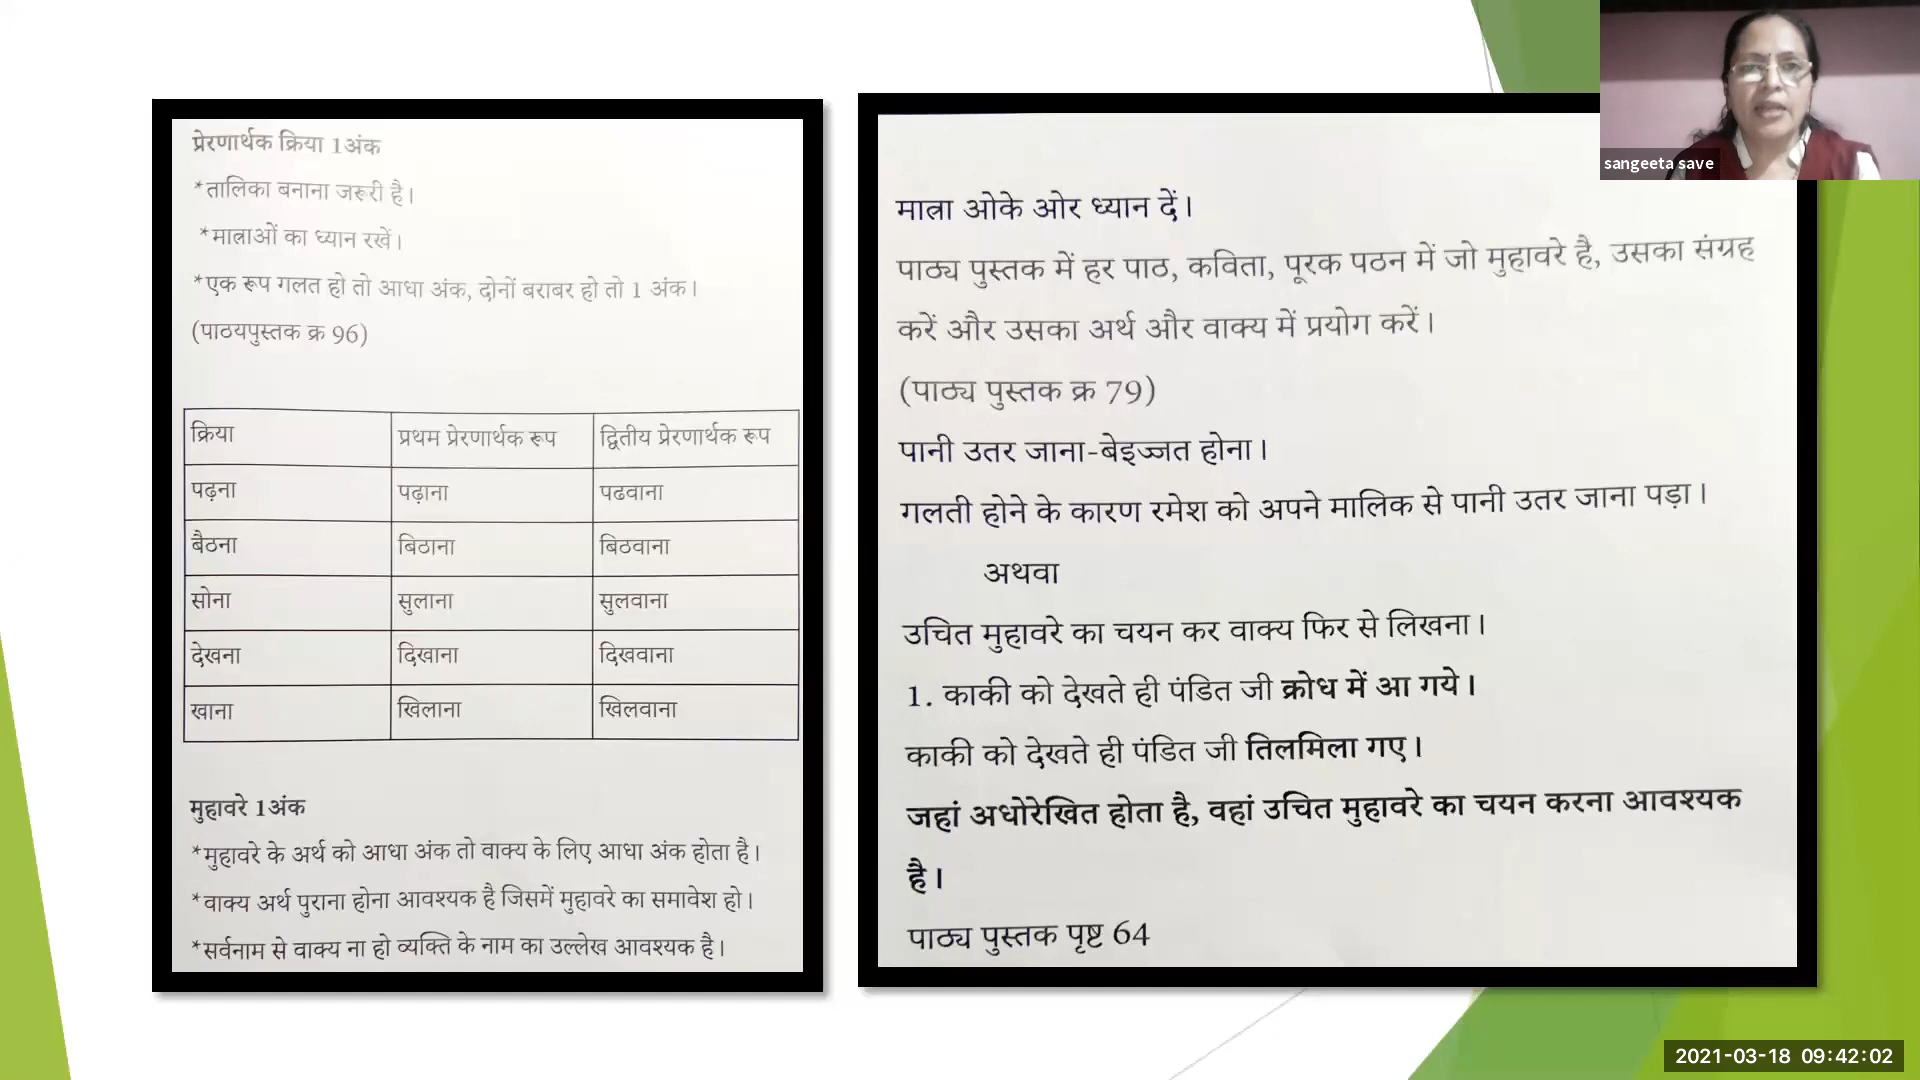 प्रेरणार्थक क्रिया 1अंक
*तालिका बनाना जरूरी है।
*मात्राओं का ध्यान रखें।
*एक रूप गलत हो तो आधा अंक, दोनों बराबर हो तो 1 अंक।
(पाठयपुस्तक क्र 96)
क्रिया प्रथम प्रेरणार्थक रूप द्वितीय प्रेरणार्थक रूप
पढ़ना पढ़ाना पढवाना
बैठना बिठाना बिठवाना
सोना सुलाना सुलवाना
देखना दिखाना दिखवाना
खाना खिलाना खिलवाना
मुहावरे 1अंक
*मुहावरे के अर्थ को आधा अंक तो वाक्य के लिए आधा अंक होता है।
*वाक्य अर्थ पुराना होना आवश्यक है जिसमें मुहावरे का समावेश हो।
*सर्वनाम से वाक्य ना हो व्यक्ति के नाम का उल्लेख आवश्यक है।
मात्रा ओके ओर ध्यान दें।
पाठ्य पुस्तक में हर पाठ, कविता, पूरक पठन में जो मुहावरे है, उसका संग्रह
करें और उसका अर्थ और वाक्य में प्रयोग करें।
(पाठ्य पुस्तक क्र 79)
पानी उतर जाना-बेइज्जत होना।
गलती होने के कारण रमेश को अपने मालिक से पानी उतर जाना पड़ा।
अथवा
उचित मुहावरे का चयन कर वाक्य फिर से लिखना।
1. काकी को देखते ही पंडित जी क्रोध में आ गये।
काकी को देखते ही पंडित जी तिलमिला गए।
जहां अधोरेखित होता है, वहां उचित मुहावरे का चयन करना आवश्यक
है।
पाठ्य पुस्तक पृष्ट 64
sangeeta save
2021-03-18 09:42:02